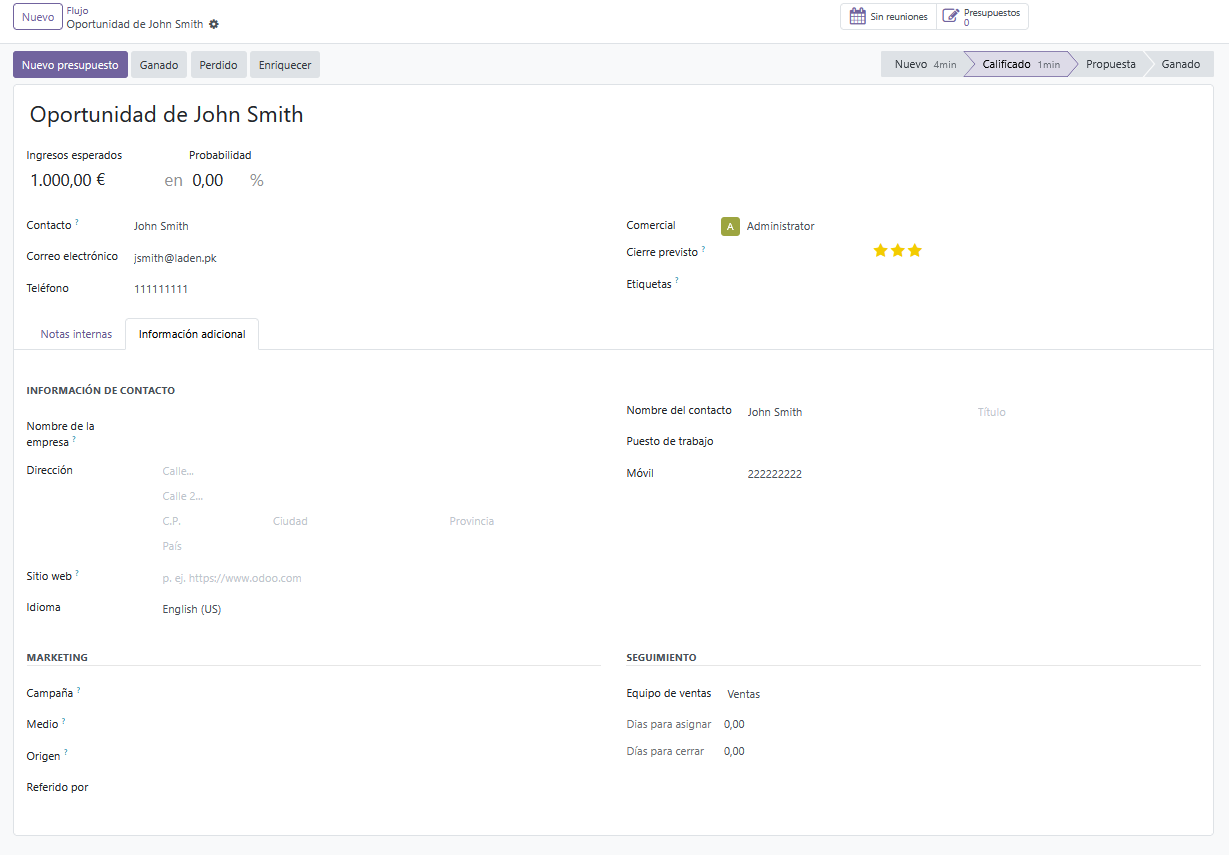 Nuevo
Flujo
Oportunidad de John Smith
Sin reuniones
Presupuestos
0
Nuevo presupuesto Ganado Perdido Enriquecer
Nuevo 4min Calificado 1min Propuesta Ganado
Oportunidad de John Smith
Ingresos esperados Probabilidad
1.000,00 € en 0,00 %
Contacto ? John Smith
Correo electrónico jsmith@laden.pk
Teléfono 111111111
Comercial A Administrator
Cierre previsto ?
Etiquetas ?
Notas internas Información adicional
INFORMACIÓN DE CONTACTO
Nombre de la
empresa ?
Dirección Calle...
Calle 2...
C.P. Ciudad Provincia
País
Sitio web ? p. ej. https://www.odoo.com
Idioma English (US)
Nombre del contacto John Smith Título
Puesto de trabajo
Móvil 222222222
MARKETING
Campaña ?
Medio ?
Origen ?
Referido por
SEGUIMIENTO
Equipo de ventas Ventas
Días para asignar 0,00
Días para cerrar 0,00